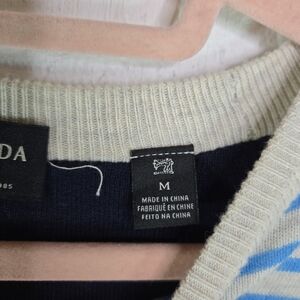 DA
M
MADE IN CHINA
FABRIQUÉ EN CHINE
FEITO NA CHINA